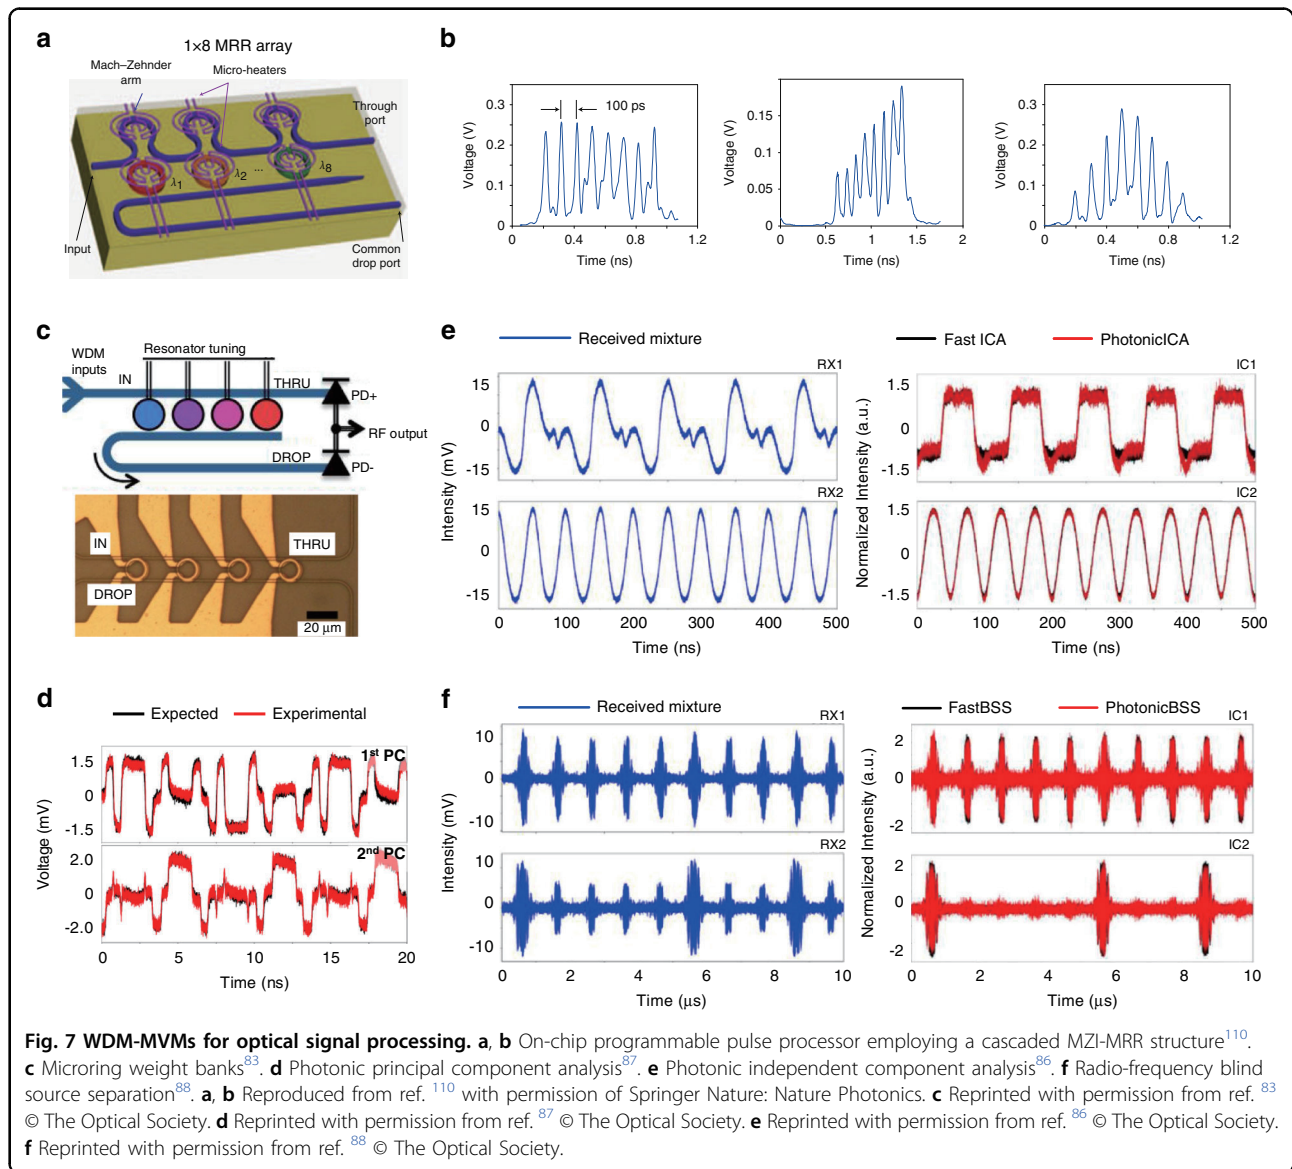 a
1×8 MRR array
Mach–Zehnder
arm
Micro-heaters
Through
port
λ1
λ2
...
λ8
Input
Common
drop port
b
Voltage (V)
0.3
0.2
0.1
0
100 ps
0 0.4 0.8 1.2
Time (ns)
Voltage (V)
0.15
0.1
0.05
0
0 0.5 1 1.5 2
Time (ns)
Voltage (V)
0.3
0.2
0.1
0
0 0.4 0.8 1.2
Time (ns)
c
WDM
inputs
Resonator tuning
IN
THRU
PD+
RF output
DROP
PD-
IN
THRU
DROP
20 μm
d
Expected
Experimental
1st PC
1.5
0
-1.5
2nd PC
2.0
0
-2.0
Voltage (mV)
0 5 10 15 20
Time (ns)
e
Received mixture
RX1
15
0
-15
RX2
15
0
-15
Intensity (mV)
0 100 200 300 400 500
Time (ns)
Fast ICA
PhotonicICA
IC1
1.5
0
-1.5
IC2
1.5
0
-1.5
Normalized Intensity (a.u.)
0 100 200 300 400 500
Time (ns)
f
Received mixture
RX1
10
0
-10
RX2
10
0
-10
Intensity (mV)
0 2 4 6 8 10
Time (μs)
FastBSS
PhotonicBSS
IC1
2
0
-2
IC2
2
0
-2
Normalized Intensity (a.u.)
0 2 4 6 8 10
Time (μs)
Fig. 7 WDM-MVMs for optical signal processing. a, b On-chip programmable pulse processor employing a cascaded MZI-MRR structure110.
c Microring weight banks83. d Photonic principal component analysis87. e Photonic independent component analysis86. f Radio-frequency blind
source separation88. a, b Reproduced from ref. 110 with permission of Springer Nature: Nature Photonics. c Reprinted with permission from ref. 83
© The Optical Society. d Reprinted with permission from ref. 87 © The Optical Society. e Reprinted with permission from ref. 86 © The Optical Society.
f Reprinted with permission from ref. 88 © The Optical Society.